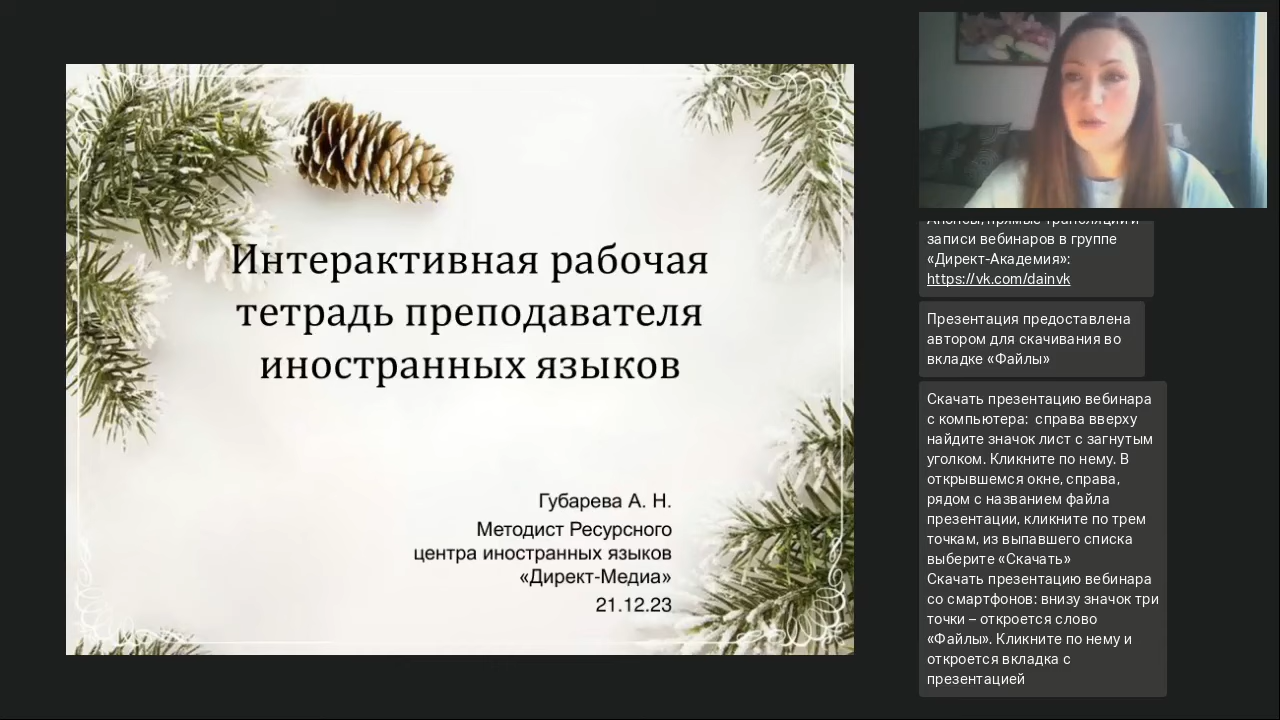 Интерактивная рабочая
тетрадь преподавателя
иностранных языков
Губарева А. Н.
Методист Ресурсного
центра иностранных языков
«Директ-Медиа»
21.12.23
Анонсы, прямые трансляции и
записи вебинаров в группе
«Директ-Академия»:
https://vk.com/dainvk
Презентация предоставлена
автором для скачивания во
вкладке «Файлы»
Скачать презентацию вебинара
с компьютера: справа вверху
найдите значок лист с загнутым
уголком. Кликните по нему. В
открывшемся окне, справа,
рядом с названием файла
презентации, кликните по трем
точкам, из выпавшего списка
выберите «Скачать»
Скачать презентацию вебинара
со смартфонов: внизу значок три
точки – откроется слово
«Файлы». Кликните по нему и
откроется вкладка с
презентацией